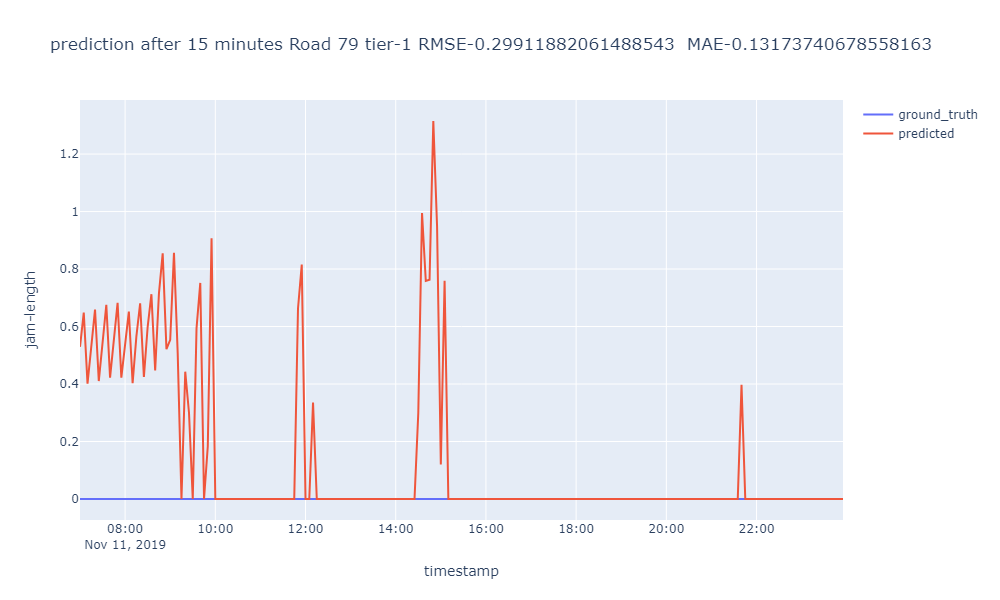 prediction after 15 minutes Road 79 tier-1 RMSE-0.29911882061488543  MAE-0.13173740678558163
ground_truth
predicted
jam-length
1.2
1
0.8
0.6
0.4
0.2
0
08:00 10:00 12:00 14:00 16:00 18:00 20:00 22:00
Nov 11, 2019
timestamp